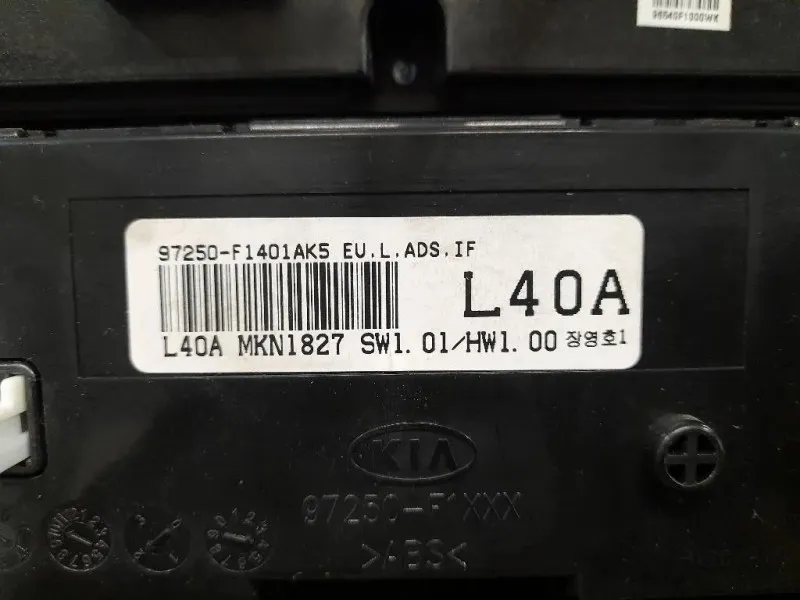 96540F1000WK
97250-F1401AK5 EU.L.ADS.IF
L40A
L40A MKN1827 SW1.01/HW1.00 장영호1
KIA
97250-F1XXX
>ABS<